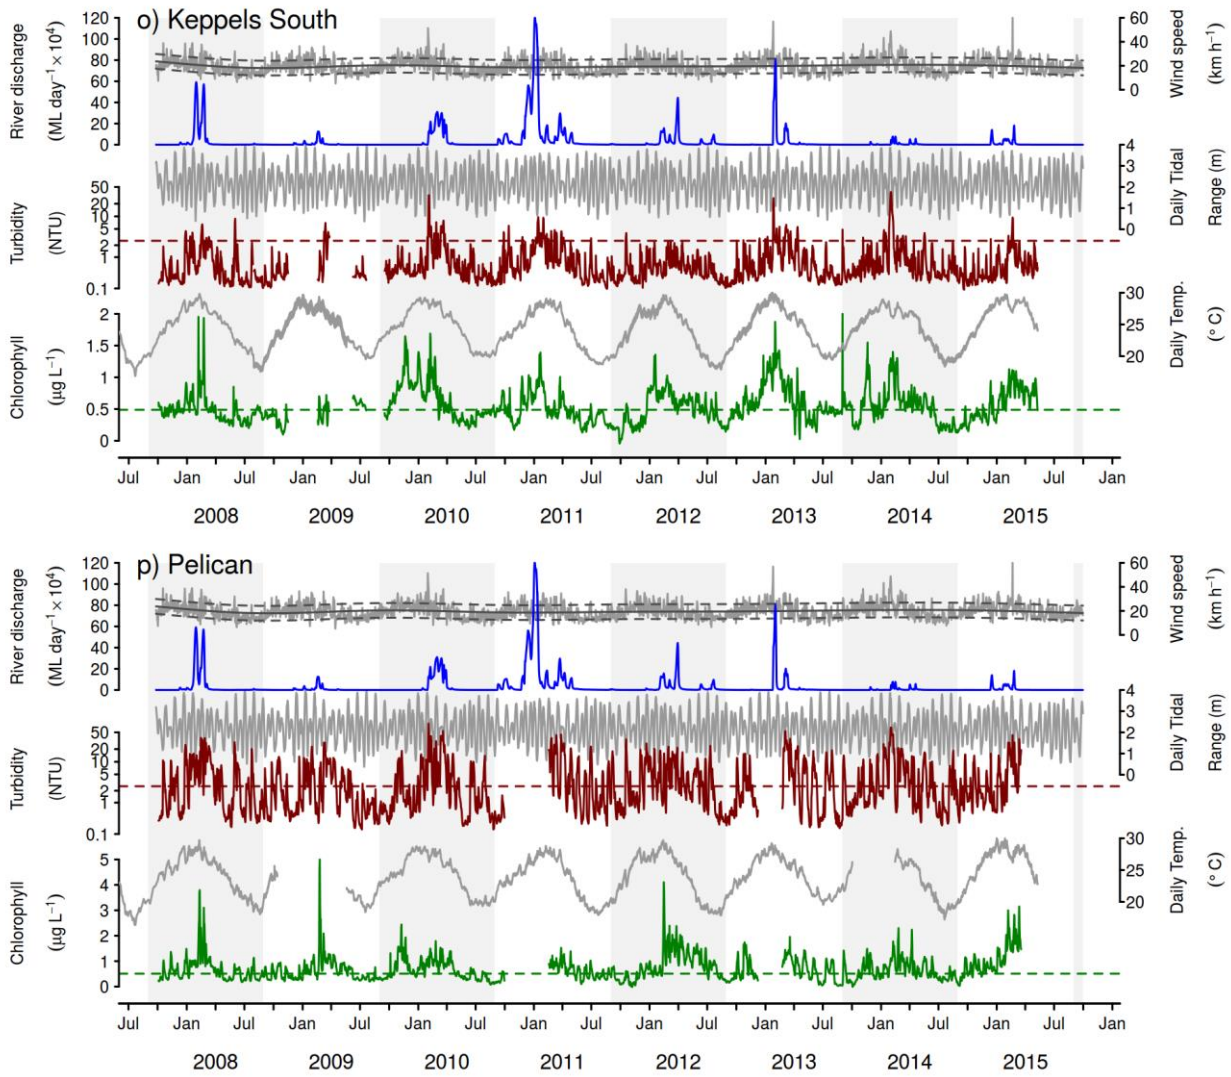 o) Keppels South
River discharge
(ML day⁻¹ × 10⁴)
120
100
80
60
40
20
0
60
40
20
0
Wind speed
(km h⁻¹)
4
3
2
1
0
Daily Tidal
Range (m)
Turbidity
(NTU)
50
20
10
5
2
1
0.1
30
25
20
Daily Temp.
(° C)
Chlorophyll
(µg L⁻¹)
2
1.5
1
0.5
0
Jul Jan Jul Jan Jul Jan Jul Jan Jul Jan Jul Jan Jul Jan Jul Jan Jul Jan
2008 2009 2010 2011 2012 2013 2014 2015
p) Pelican
River discharge
(ML day⁻¹ × 10⁴)
120
100
80
60
40
20
0
60
40
20
0
Wind speed
(km h⁻¹)
4
3
2
1
0
Daily Tidal
Range (m)
Turbidity
(NTU)
50
20
10
5
2
1
0.1
30
25
20
Daily Temp.
(° C)
Chlorophyll
(µg L⁻¹)
5
4
3
2
1
0
Jul Jan Jul Jan Jul Jan Jul Jan Jul Jan Jul Jan Jul Jan Jul Jan Jul Jan
2008 2009 2010 2011 2012 2013 2014 2015